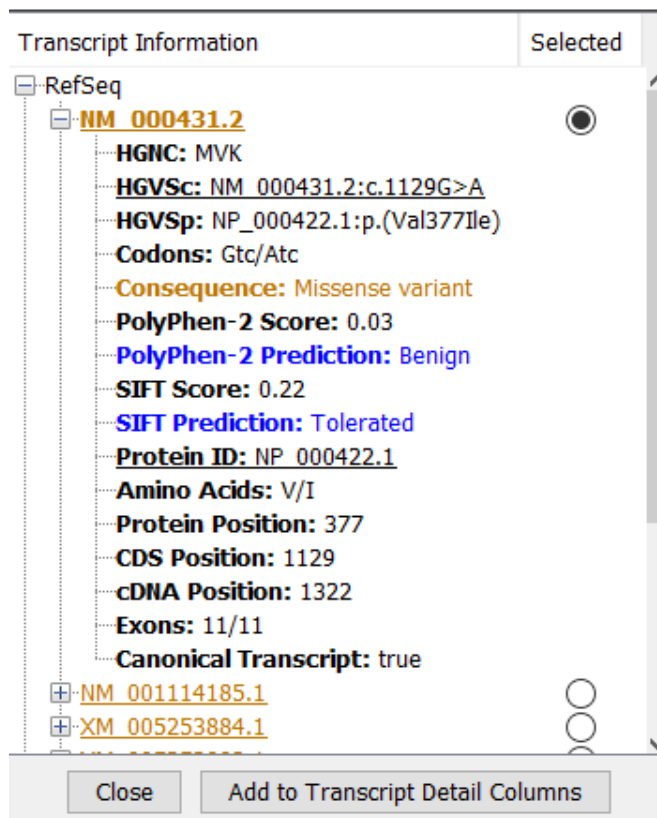 Transcript Information Selected
RefSeq
NM_000431.2
HGNC: MVK
HGVSc: NM_000431.2:c.1129G>A
HGVSp: NP_000422.1:p.(Val377Ile)
Codons: Gtc/Atc
Consequence: Missense variant
PolyPhen-2 Score: 0.03
PolyPhen-2 Prediction: Benign
SIFT Score: 0.22
SIFT Prediction: Tolerated
Protein ID: NP_000422.1
Amino Acids: V/I
Protein Position: 377
CDS Position: 1129
cDNA Position: 1322
Exons: 11/11
Canonical Transcript: true
NM_001114185.1
XM_005253884.1
Close Add to Transcript Detail Columns